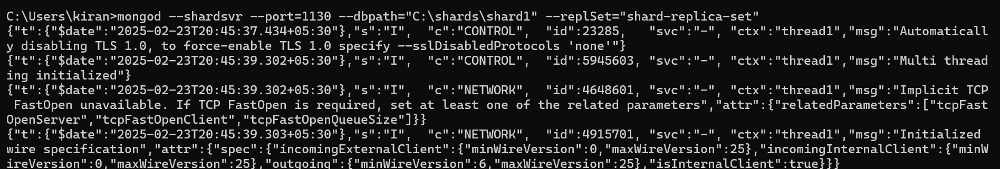 C:\Users\kiran>mongod --shardsvr --port=1130 --dbpath="C:\shards\shard1" --replSet="shard-replica-set"
{"t":{"$date":"2025-02-23T20:45:37.434+05:30"},"s":"I",  "c":"CONTROL",  "id":23285,   "svc":"-", "ctx":"thread1","msg":"Automaticall
y disabling TLS 1.0, to force-enable TLS 1.0 specify --sslDisabledProtocols 'none'"}
{"t":{"$date":"2025-02-23T20:45:39.302+05:30"},"s":"I",  "c":"CONTROL",  "id":5945603, "svc":"-", "ctx":"thread1","msg":"Multi thread
ing initialized"}
{"t":{"$date":"2025-02-23T20:45:39.302+05:30"},"s":"I",  "c":"NETWORK",  "id":4648601, "svc":"-", "ctx":"thread1","msg":"Implicit TCP
 FastOpen unavailable. If TCP FastOpen is required, set at least one of the related parameters","attr":{"relatedParameters":["tcpFast
OpenServer","tcpFastOpenClient","tcpFastOpenQueueSize"]}}
{"t":{"$date":"2025-02-23T20:45:39.303+05:30"},"s":"I",  "c":"NETWORK",  "id":4915701, "svc":"-", "ctx":"thread1","msg":"Initialized
wire specification","attr":{"spec":{"incomingExternalClient":{"minWireVersion":0,"maxWireVersion":25},"incomingInternalClient":{"minW
ireVersion":0,"maxWireVersion":25},"outgoing":{"minWireVersion":6,"maxWireVersion":25},"isInternalClient":true}}}